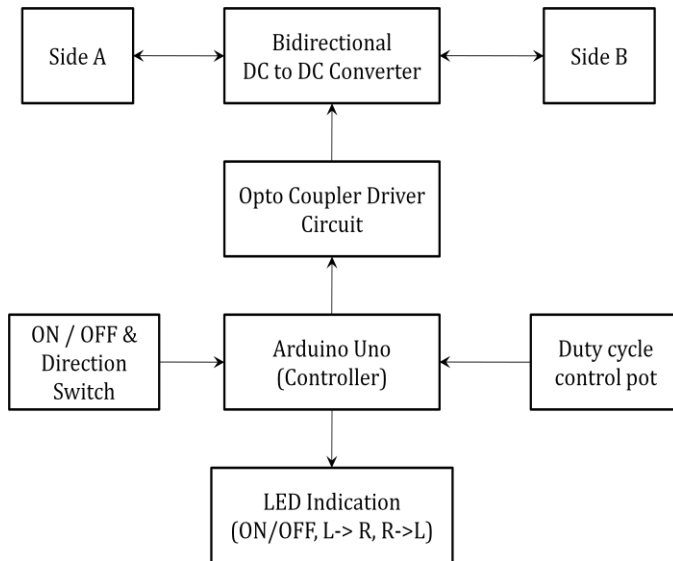 Side A
Bidirectional
DC to DC Converter
Side B
Opto Coupler Driver
Circuit
ON / OFF &
Direction
Switch
Arduino Uno
(Controller)
Duty cycle
control pot
LED Indication
(ON/OFF, L-> R, R->L)